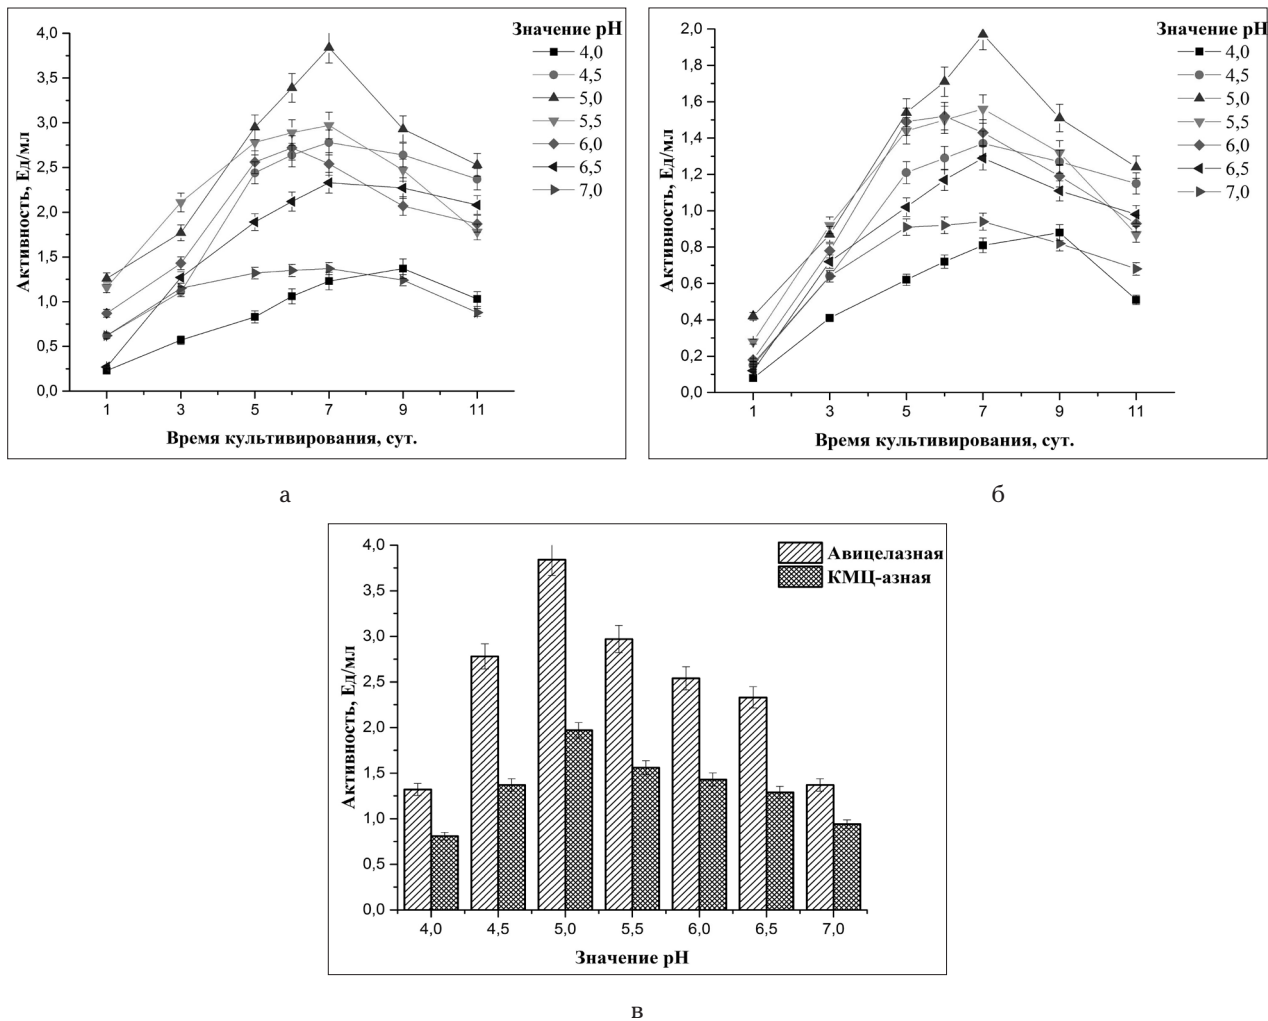 Значение pH
4,0
4,5
5,0
5,5
6,0
6,5
7,0
Активность, Ед/мл
4,0
3,5
3,0
2,5
2,0
1,5
1,0
0,5
0,0
1 3 5 7 9 11
Время культивирования, сут.
а
Значение pH
4,0
4,5
5,0
5,5
6,0
6,5
7,0
Активность, Ед/мл
2,0
1,8
1,6
1,4
1,2
1,0
0,8
0,6
0,4
0,2
0,0
1 3 5 7 9 11
Время культивирования, сут.
б
Авицелазная
КМЦ-азная
Активность, Ед/мл
4,0
3,5
3,0
2,5
2,0
1,5
1,0
0,5
0,0
4,0 4,5 5,0 5,5 6,0 6,5 7,0
Значение pH
в